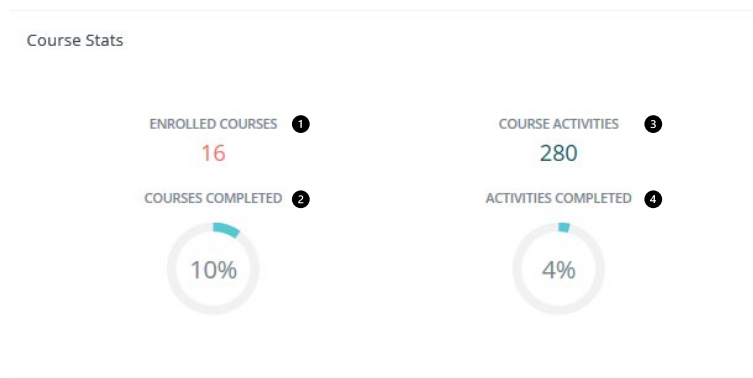 Course Stats
ENROLLED COURSES 1
16
COURSES COMPLETED 2
10%
COURSE ACTIVITIES 3
280
ACTIVITIES COMPLETED 4
4%